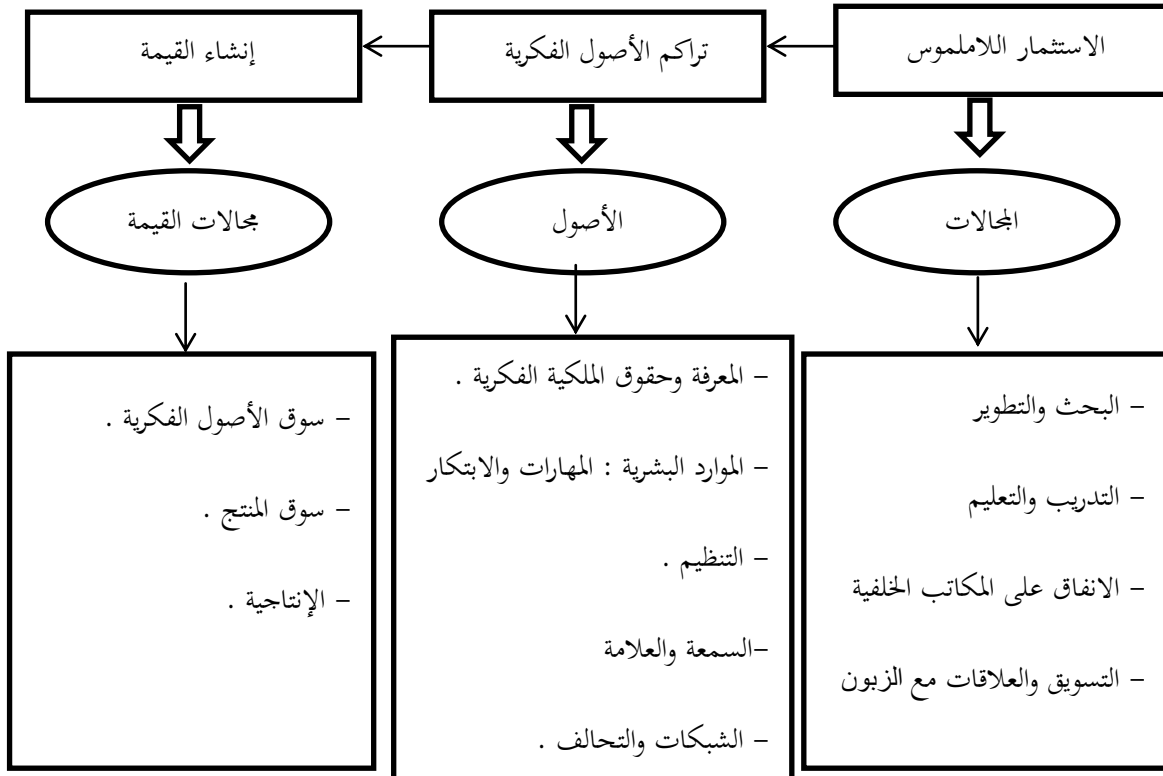 الاستثمار اللاملموس
تراكم الأصول الفكرية
إنشاء القيمة
المجالات
الأصول
مجالات القيمة
– البحث والتطوير
– التدريب والتعليم
– الانفاق على المكاتب الخلفية
– التسويق والعلاقات مع الزبون
– المعرفة وحقوق الملكية الفكرية .
– الموارد البشرية : المهارات والابتكار
– التنظيم .
–السمعة والعلامة
– الشبكات والتحالف .
– سوق الأصول الفكرية .
– سوق المنتج .
– الإنتاجية .